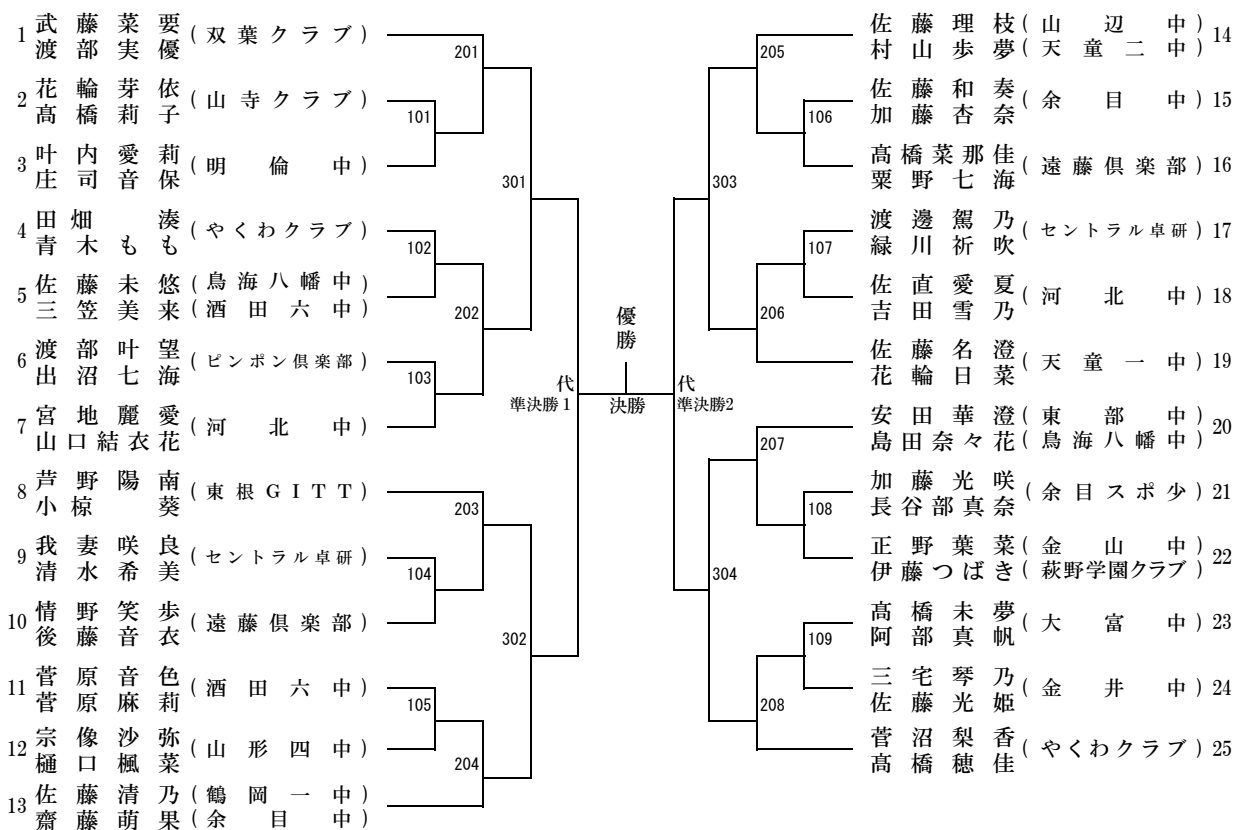 1 武藤菜要 (双葉クラブ)
渡部実優
2 花輪芽依 (山寺クラブ)
髙橋莉子
3 叶内愛莉 (明倫中)
庄司音保
4 田畑湊 (やくわクラブ)
青木もも
5 佐藤未悠 (鳥海八幡中)
三笠美来 (酒田六中)
6 渡部叶望 (ピンポン倶楽部)
出沼七海
7 宮地麗愛 (河北中)
山口結衣花
8 芦野陽南 (東根GITT)
小椋葵
9 我妻咲良 (セントラル卓研)
清水希美
10 情野笑歩 (遠藤倶楽部)
後藤音衣
11 菅原音色 (酒田六中)
菅原麻莉
12 宗像沙弥 (山形四中)
樋口楓菜
13 佐藤清乃 (鶴岡一中)
齋藤萌果 (余目中)
201
101
301
102
202
103
203
104
302
105
204
代
準決勝1
優勝
決勝
代
準決勝2
205
106
303
107
206
207
108
304
109
208
佐藤理枝 (山辺中) 14
村山歩夢 (天童二中)
佐藤和奏 (余目中) 15
加藤杏奈
髙橋菜那佳 (遠藤倶楽部) 16
粟野七海
渡邊駕乃 (セントラル卓研) 17
緑川祈吹
佐直愛夏 (河北中) 18
吉田雪乃
佐藤名澄 (天童一中) 19
花輪日菜
安田華澄 (東部中) 20
島田奈々花 (鳥海八幡中)
加藤光咲 (余目スポ少) 21
長谷部真奈
正野葉菜 (金山中) 22
伊藤つばき (萩野学園クラブ)
髙橋未夢 (大富中) 23
阿部真帆
三宅琴乃 (金井中) 24
佐藤光姫
菅沼梨香 (やくわクラブ) 25
髙橋穂佳